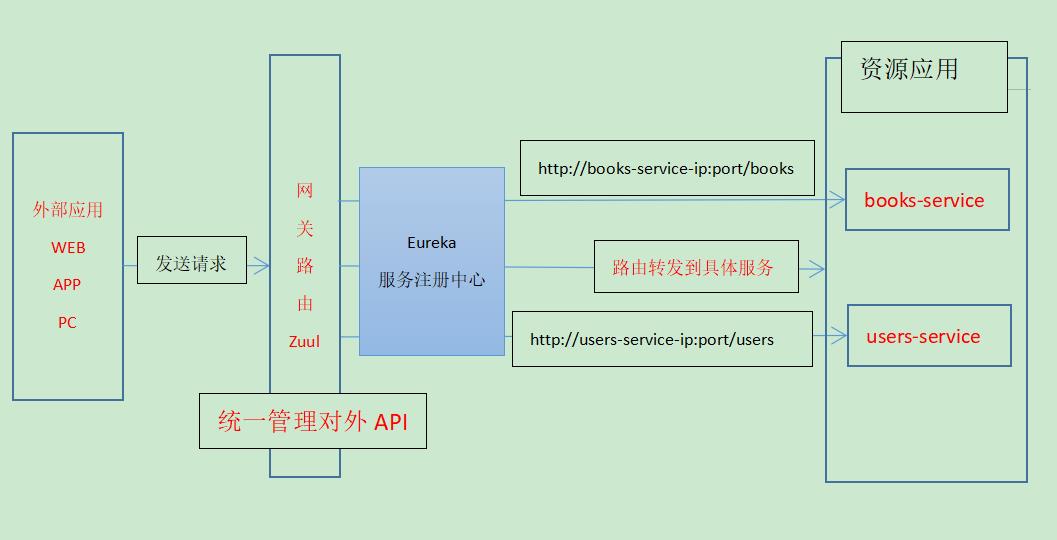 外部应用
WEB
APP
PC
发送请求
网
关
路
由
Zuul
统一管理对外 API
Eureka
服务注册中心
http://books-service-ip:port/books
路由转发到具体服务
http://users-service-ip:port/users
资源应用
books-service
users-service